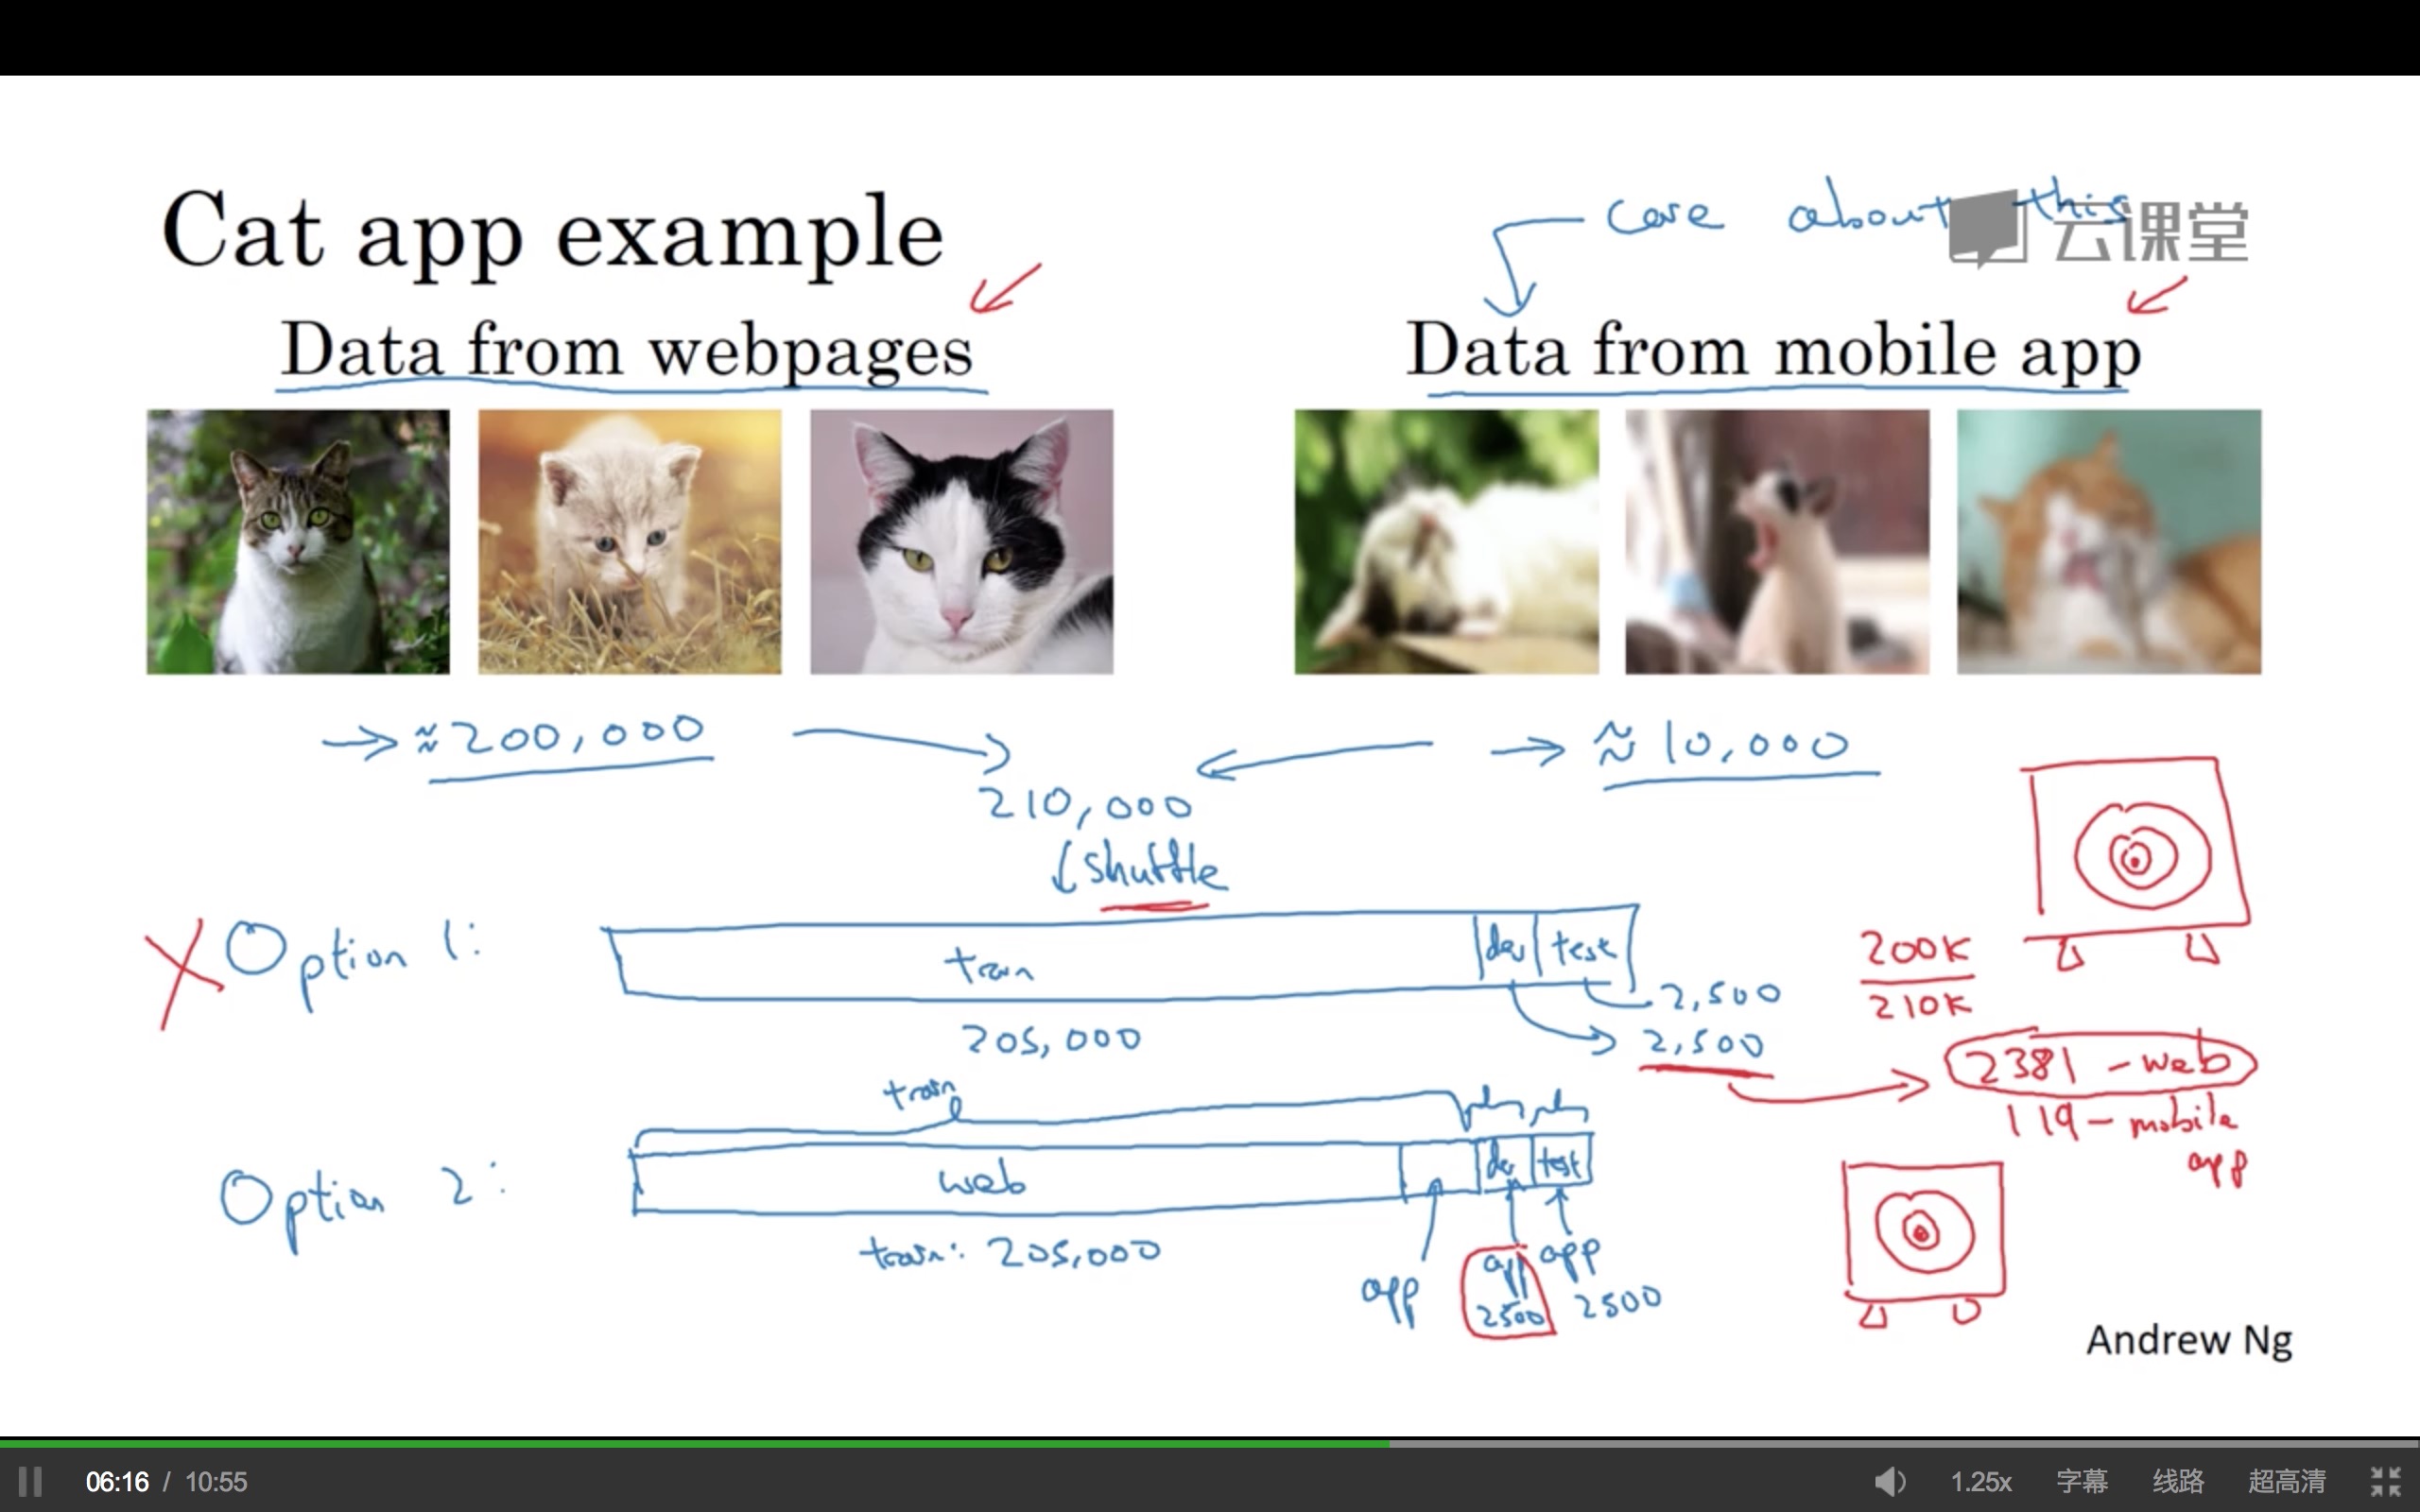 Cat app example
care about this
云课堂
Data from webpages
Data from mobile app
→ ≈ 200,000
→ ≈ 10,000
210,000
↓ shuffle
X Option 1:
train
dev
test
205,000
2,500
2,500
200K
210K
2381 - web
119 - mobile
app
Option 2:
train
web
dev
test
train: 205,000
app
app
2500
app
2500
Andrew Ng
06:16 / 10:55
1.25x
字幕
线路
超高清